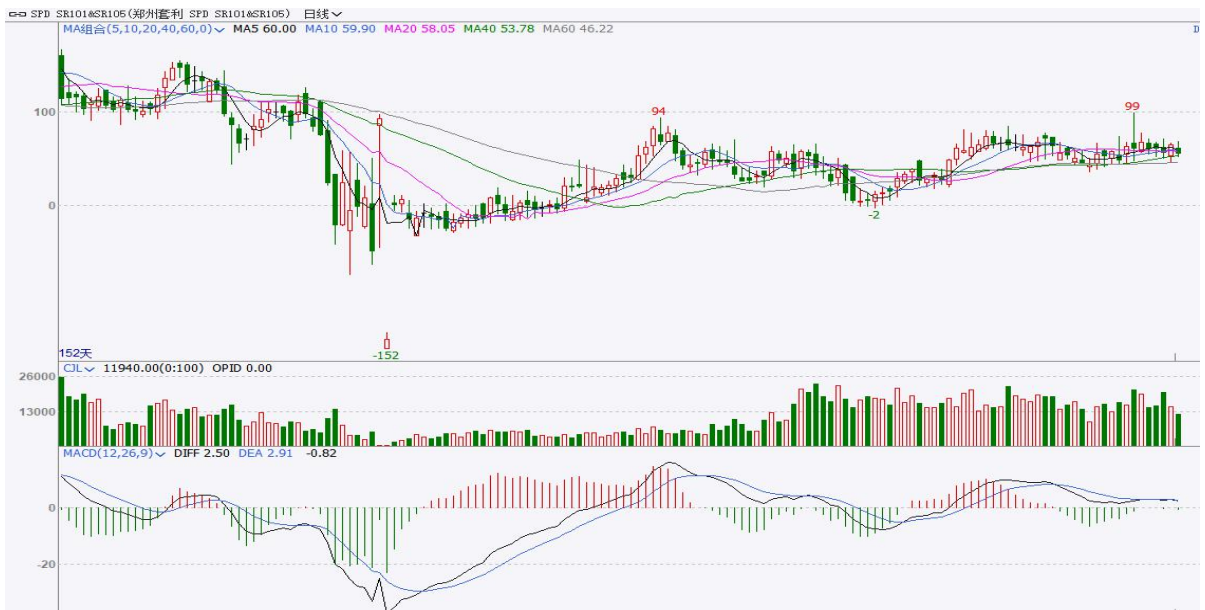 SPD SR101&SR105(郑州套利 SPD SR101&SR105) 日线
MA组合(5,10,20,40,60,0) MA5 60.00 MA10 59.90 MA20 58.05 MA40 53.78 MA60 46.22
D
94
99
100
0
-2
152天
-152
CJL 11940.00(0:100) OPID 0.00
26000
13000
MACD(12,26,9) DIFF 2.50 DEA 2.91 -0.82
0
-20